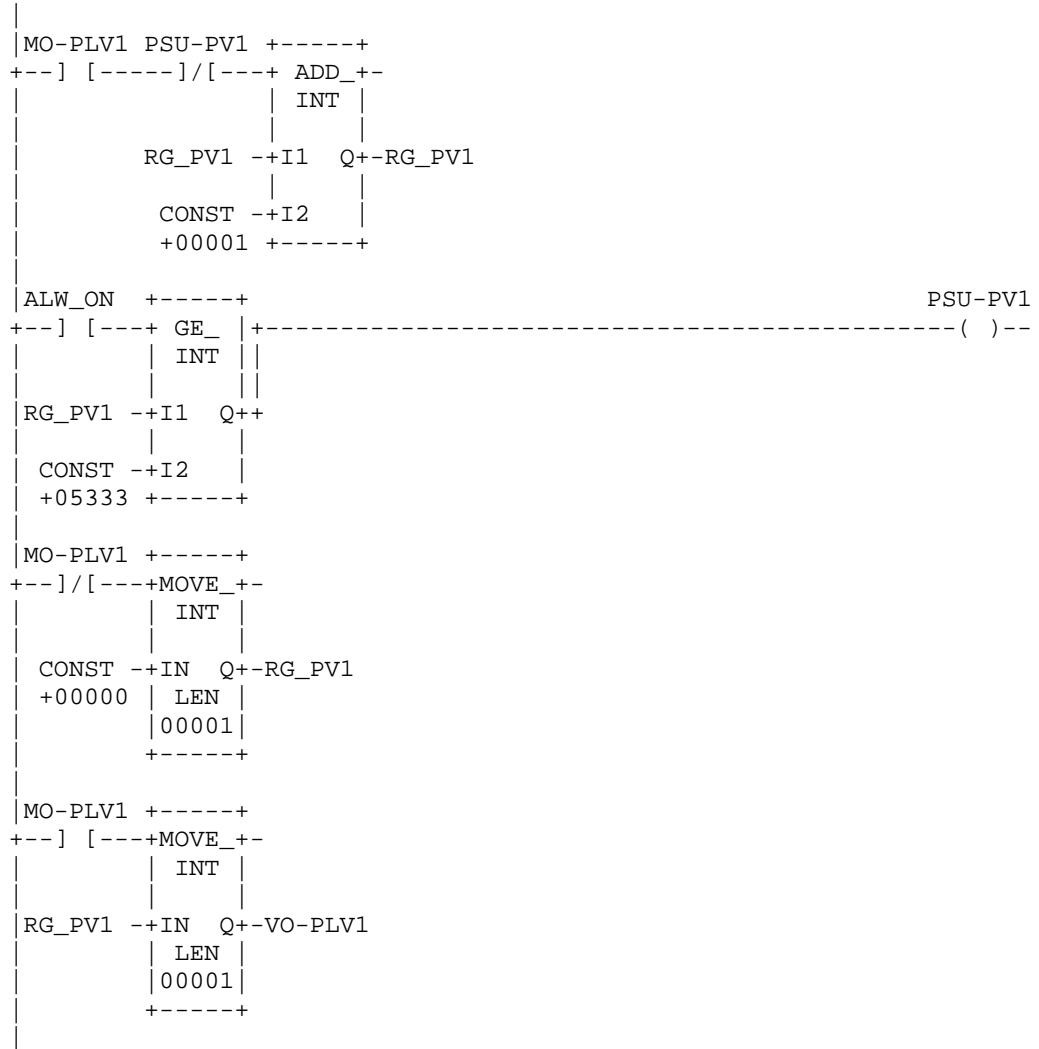 |
|MO-PLV1 PSU-PV1 +-----+
+--] [-----]/[---+ ADD_+-
|                | INT |
|                |     |
|        RG_PV1 -+I1  Q+-RG_PV1
|                |     |
|         CONST -+I2   |
|         +00001 +-----+
|
|ALW_ON  +-----+                                              PSU-PV1
+--] [---+ GE_ |+----------------------------------------------( )--
|        | INT ||
|        |     ||
|RG_PV1 -+I1  Q++
|        |     |
| CONST -+I2   |
| +05333 +-----+
|
|MO-PLV1 +-----+
+--]/[---+MOVE_+-
|        | INT |
|        |     |
| CONST -+IN  Q+-RG_PV1
| +00000 | LEN |
|        |00001|
|        +-----+
|
|MO-PLV1 +-----+
+--] [---+MOVE_+-
|        | INT |
|        |     |
|RG_PV1 -+IN  Q+-VO-PLV1
|        | LEN |
|        |00001|
|        +-----+
|